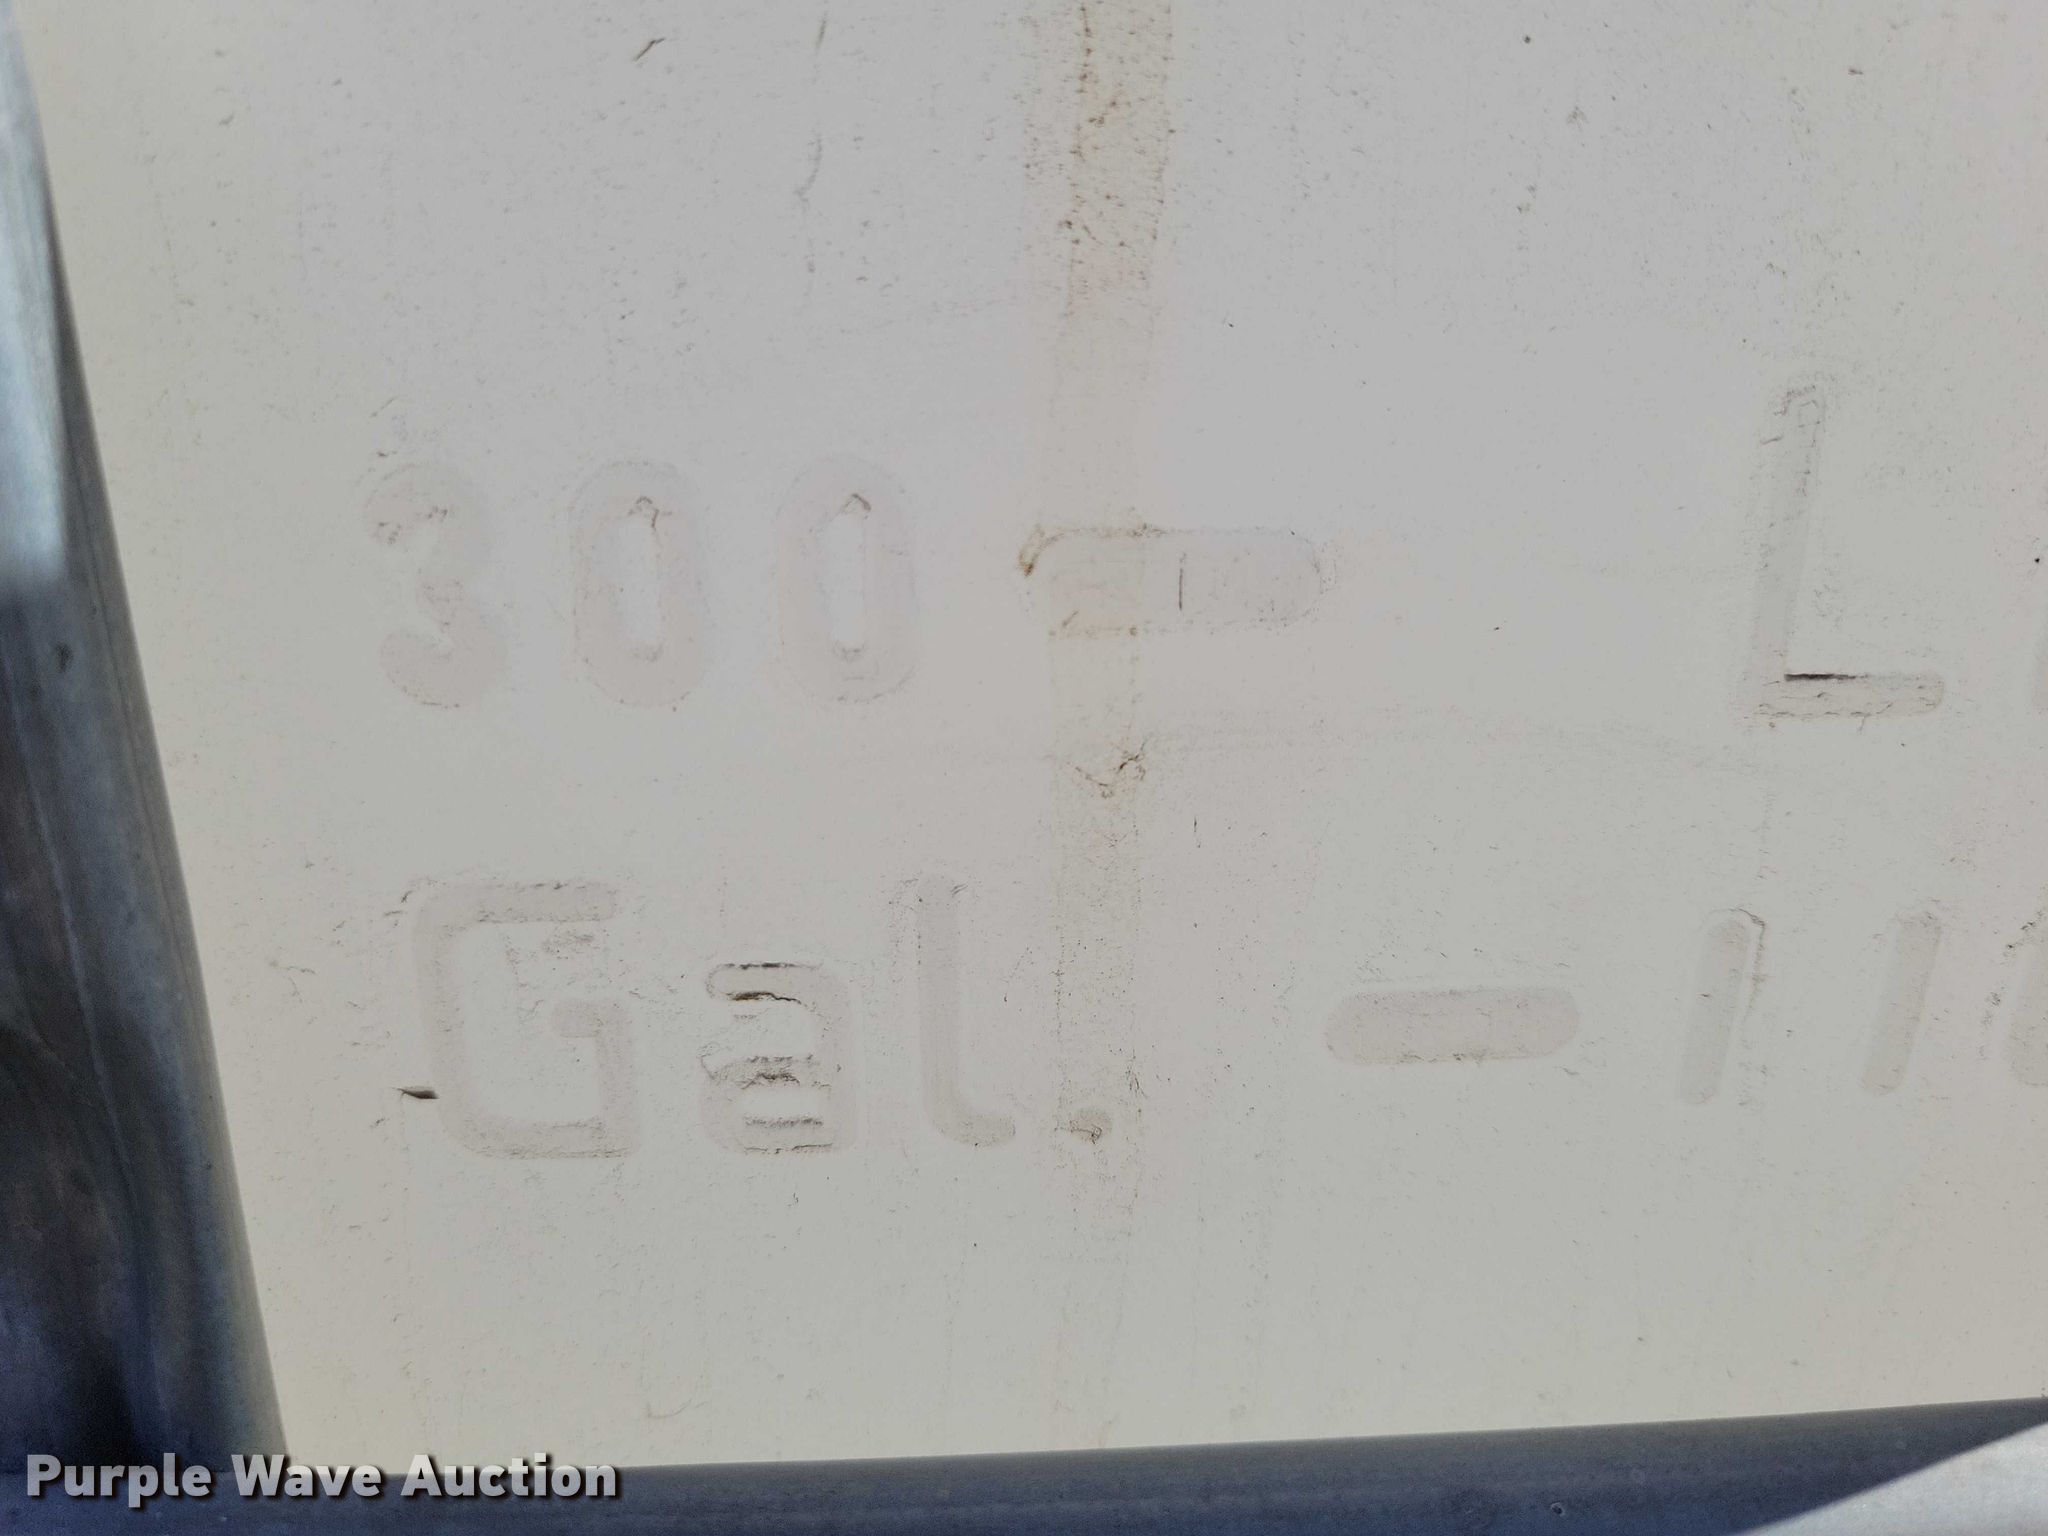 300 - L
Gal. - 11
Purple Wave Auction